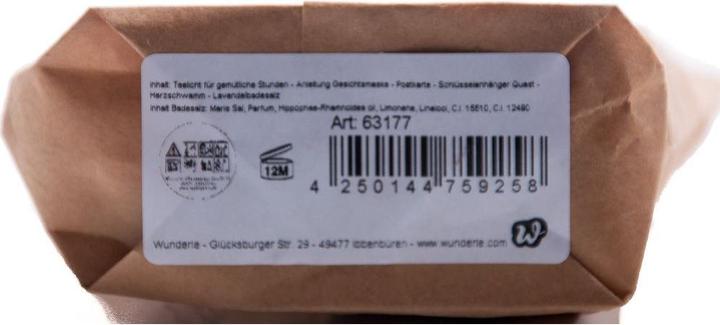 Inhalt: Teelicht für gemütliche Stunden - Anleitung Gesichtsmaske - Postkarte - Schlüsselanhänger Quast -
Herzschwamm - Lavendelbadesalz
Inhalt Badesalz: Maris Sal, Parfum, Hippophae-Rhamnoides oil, Limonene, Linalool, C.I. 15510, C.I. 12490
Art: 63177
12M
4 250144 759258
Wunderle - Glücksburger Str. 29 - 49477 Ibbenbüren - www.wunderle.com
w